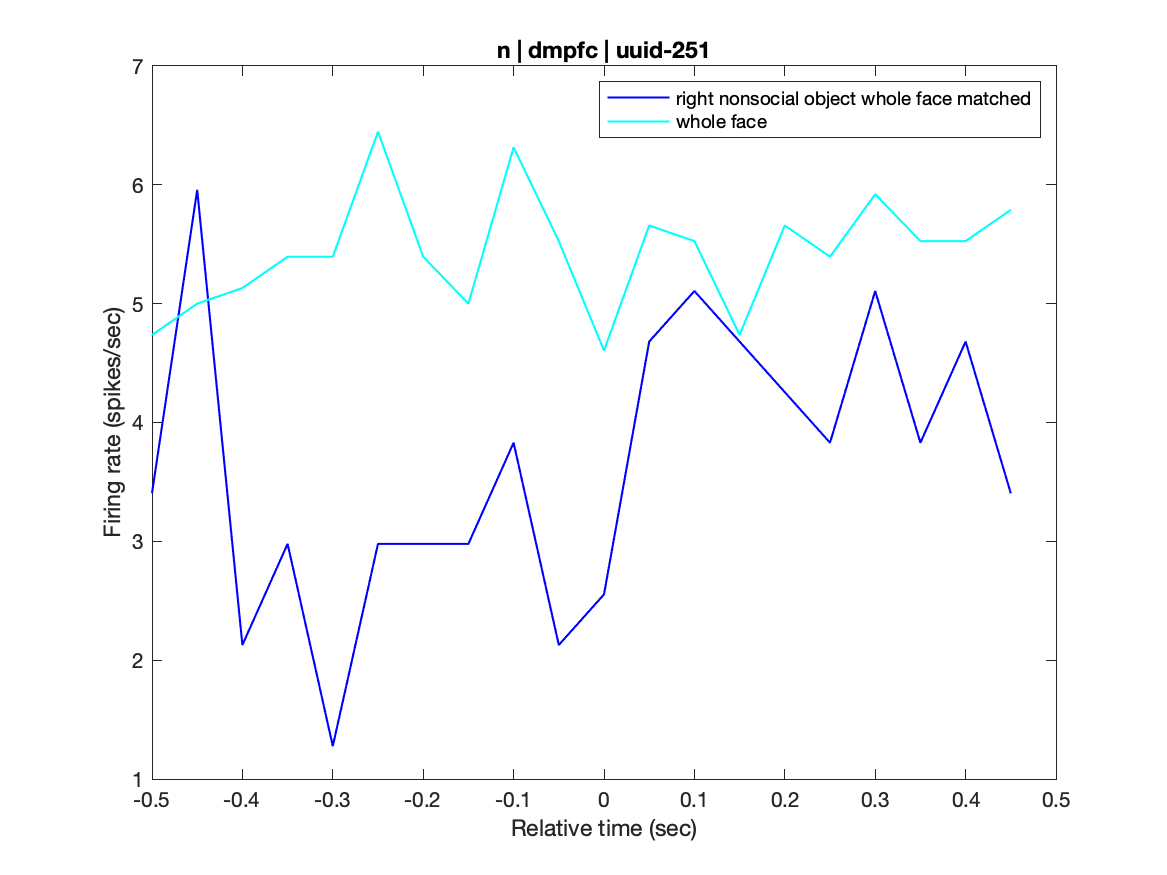 n | dmpfc | uuid-251
right nonsocial object whole face matched
whole face
7
6
5
4
3
2
1
Firing rate (spikes/sec)
-0.5 -0.4 -0.3 -0.2 -0.1 0 0.1 0.2 0.3 0.4 0.5
Relative time (sec)